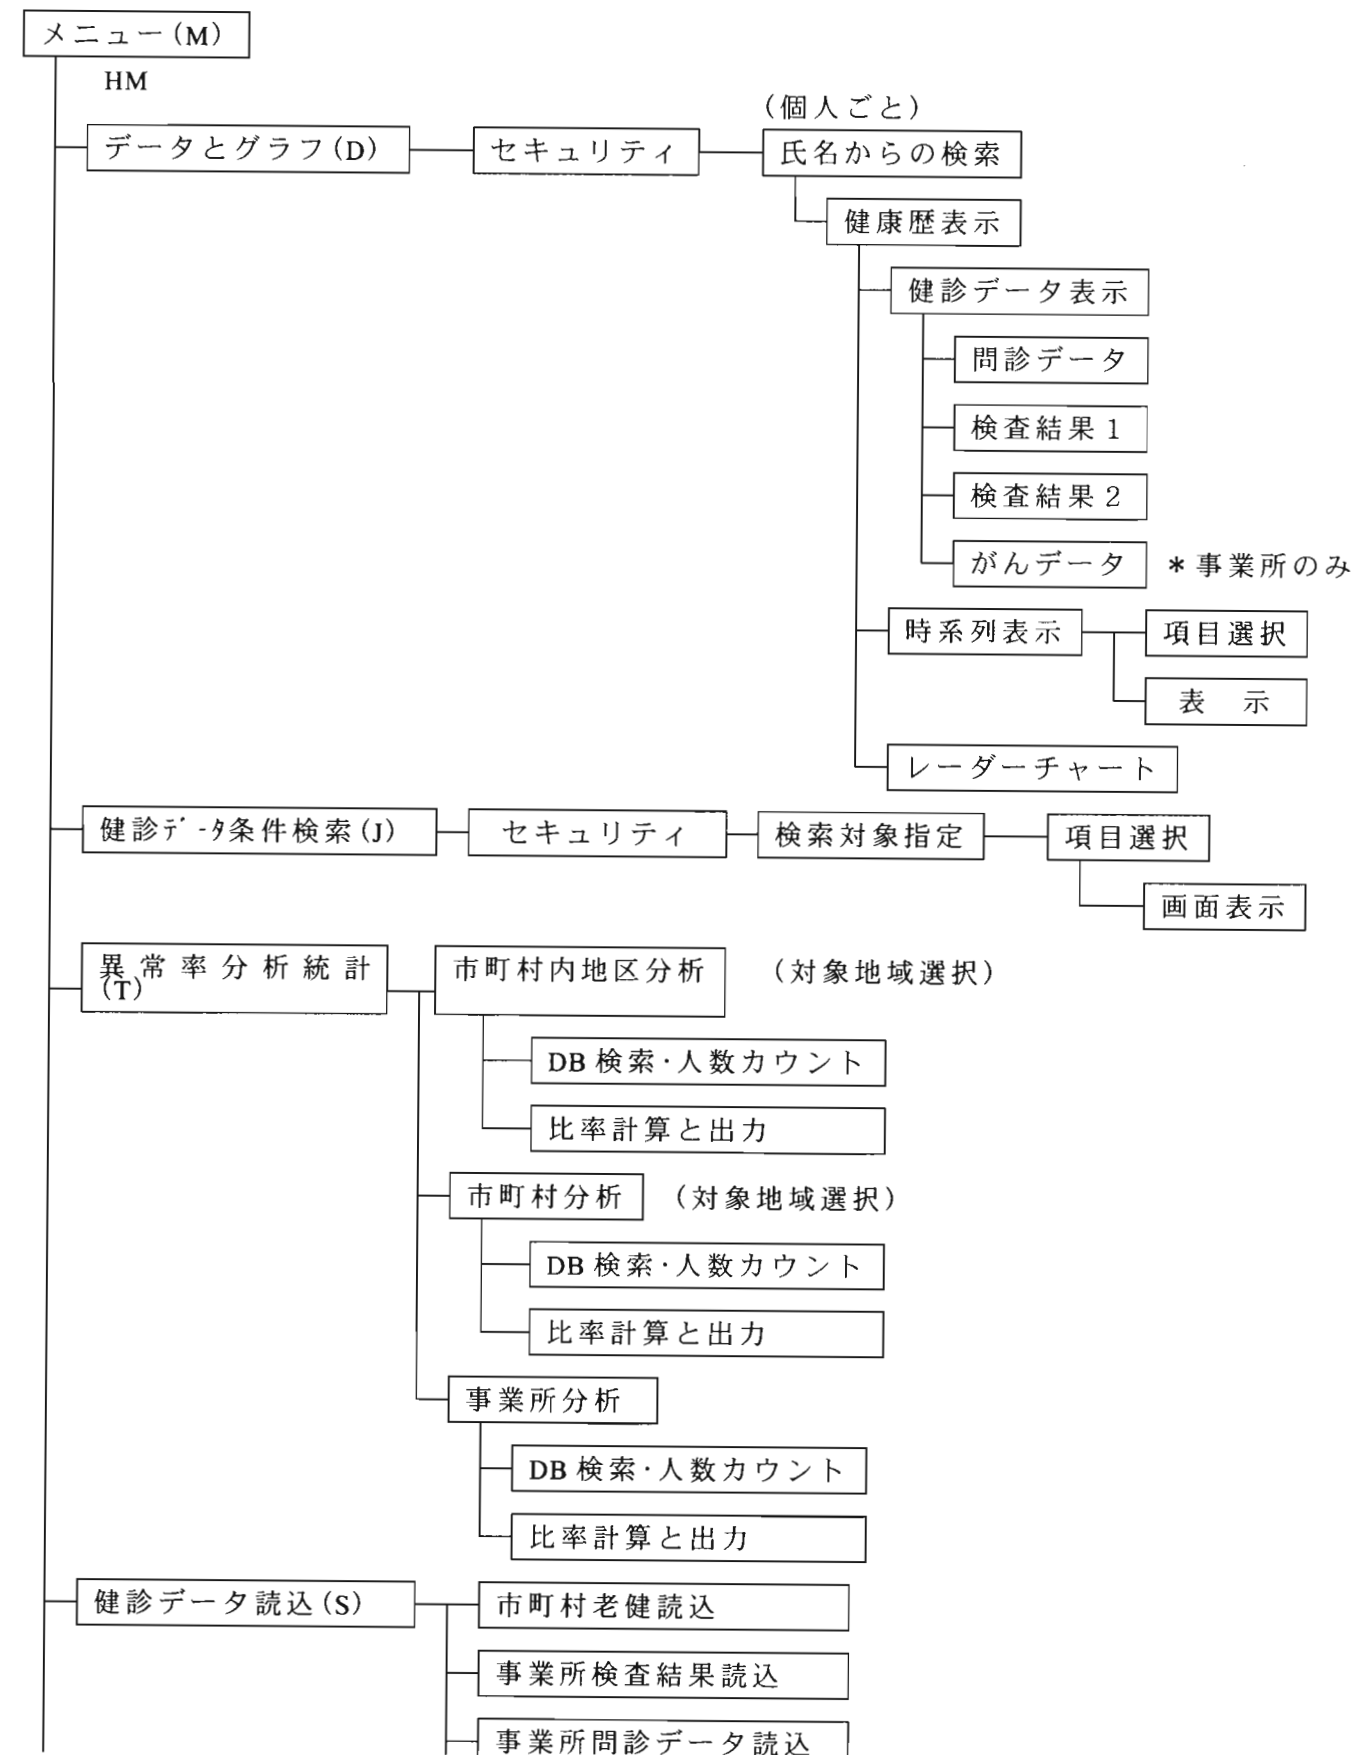 メニュー(M)
HM
(個人ごと)
データとグラフ(D)
セキュリティ
氏名からの検索
健康歴表示
健診データ表示
問診データ
検査結果1
検査結果2
がんデータ
*事業所のみ
時系列表示
項目選択
表　示
レーダーチャート
健診ﾃﾞｰﾀ条件検索(J)
セキュリティ
検索対象指定
項目選択
画面表示
異常率分析統計
(T)
市町村内地区分析
(対象地域選択)
DB検索･人数カウント
比率計算と出力
市町村分析
(対象地域選択)
DB検索･人数カウント
比率計算と出力
事業所分析
DB検索･人数カウント
比率計算と出力
健診データ読込(S)
市町村老健読込
事業所検査結果読込
事業所問診データ読込